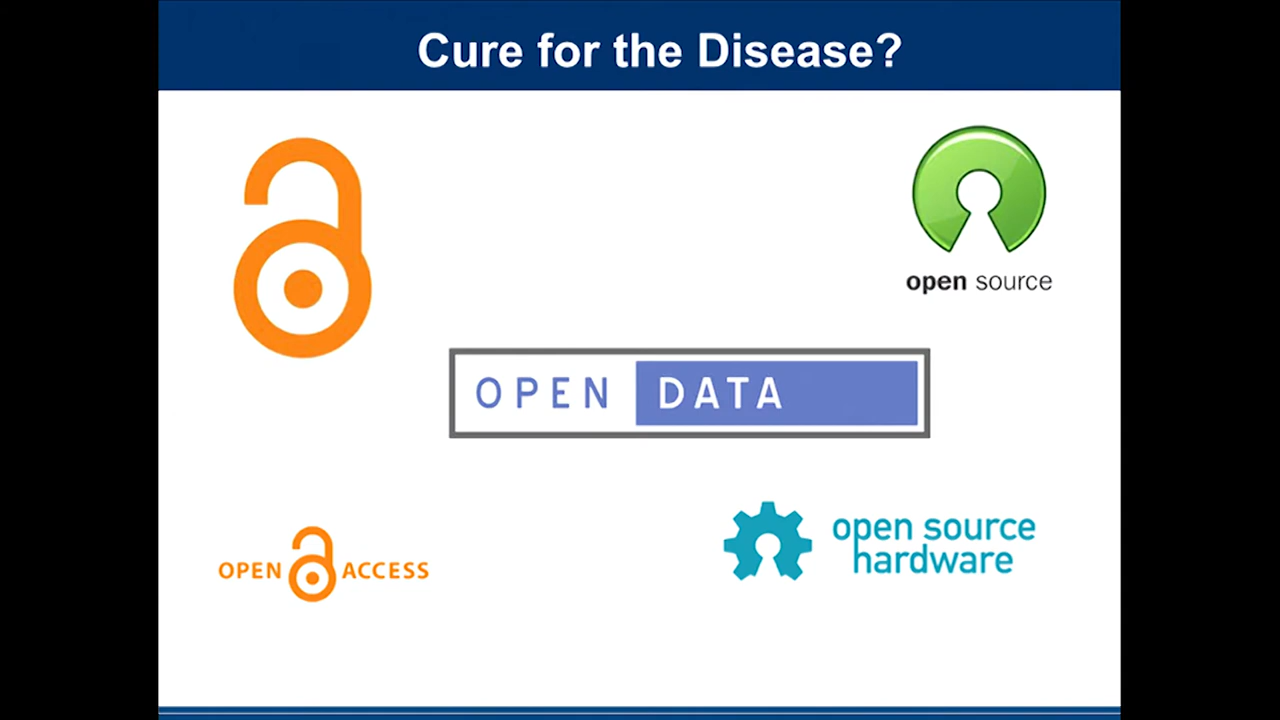 Cure for the Disease?
open source
OPEN DATA
OPEN ACCESS
open source
hardware